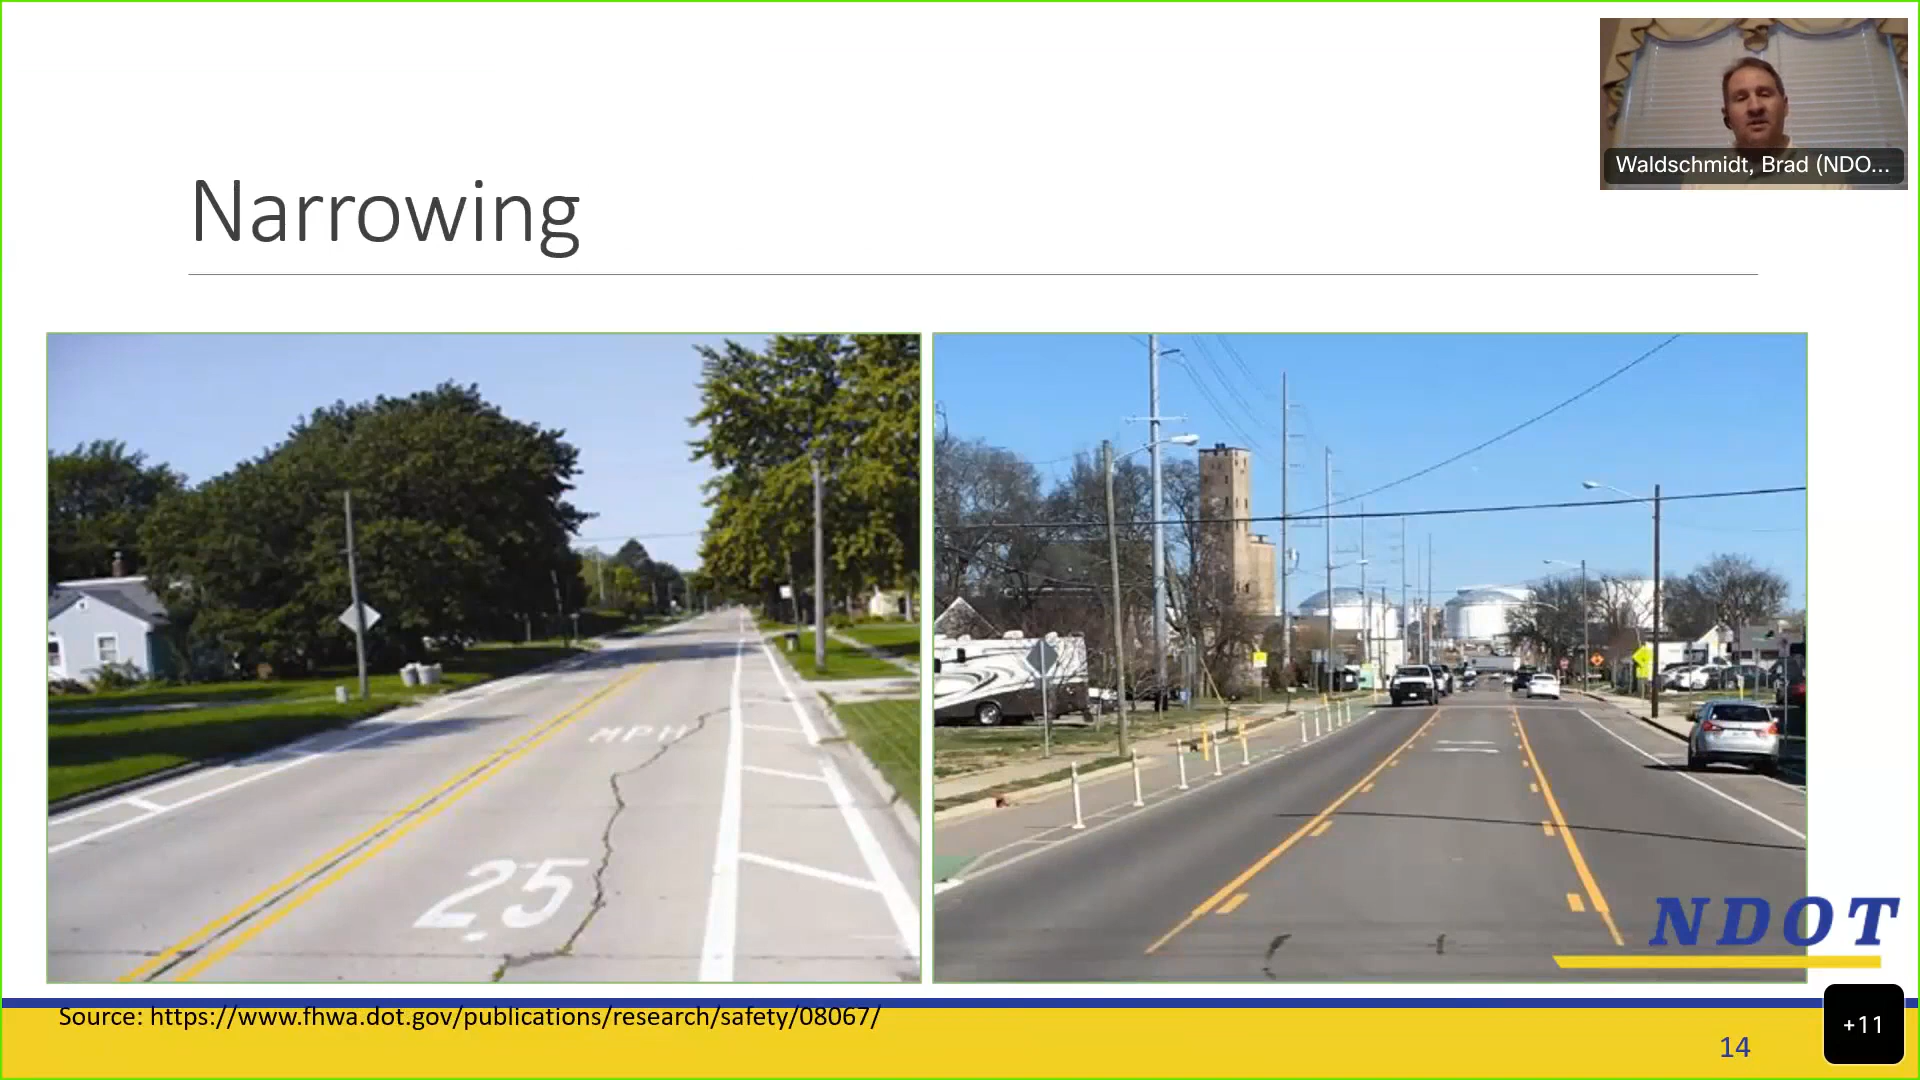 Waldschmidt, Brad (NDO...
Narrowing
MPH
25
NDOT
Source: https://www.fhwa.dot.gov/publications/research/safety/08067/
14
+11